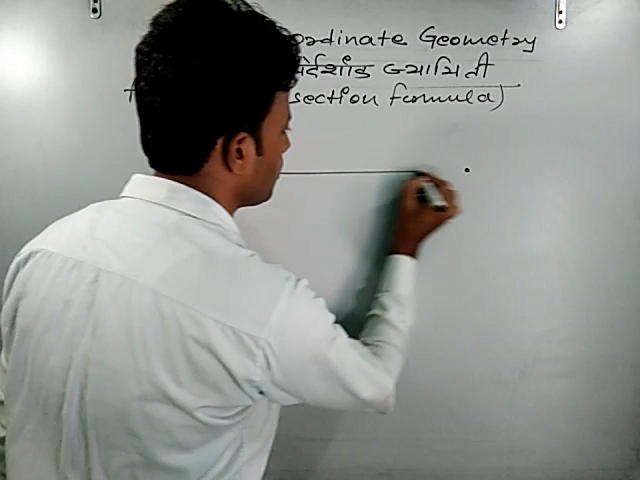 ordinate Geometry
र्देशांक ज्यामिती
section formula)